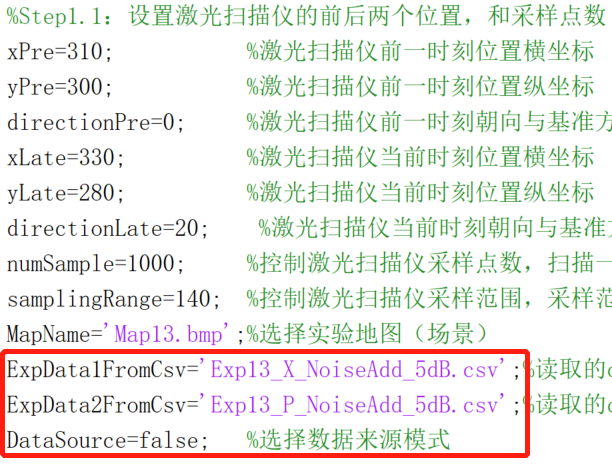 %Step1.1：设置激光扫描仪的前后两个位置，和采样点数
xPre=310; %激光扫描仪前一时刻位置横坐标
yPre=300; %激光扫描仪前一时刻位置纵坐标
directionPre=0; %激光扫描仪前一时刻朝向与基准方
xLate=330; %激光扫描仪当前时刻位置横坐标
yLate=280; %激光扫描仪当前时刻位置纵坐标
directionLate=20; %激光扫描仪当前时刻朝向与基准
numSample=1000; %控制激光扫描仪采样点数，扫描一
samplingRange=140; %控制激光扫描仪采样范围，采样范
MapName='Map13.bmp';%选择实验地图（场景）
ExpData1FromCsv='Exp13_X_NoiseAdd_5dB.csv';%读取的
ExpData2FromCsv='Exp13_P_NoiseAdd_5dB.csv';%读取的
DataSource=false; %选择数据来源模式